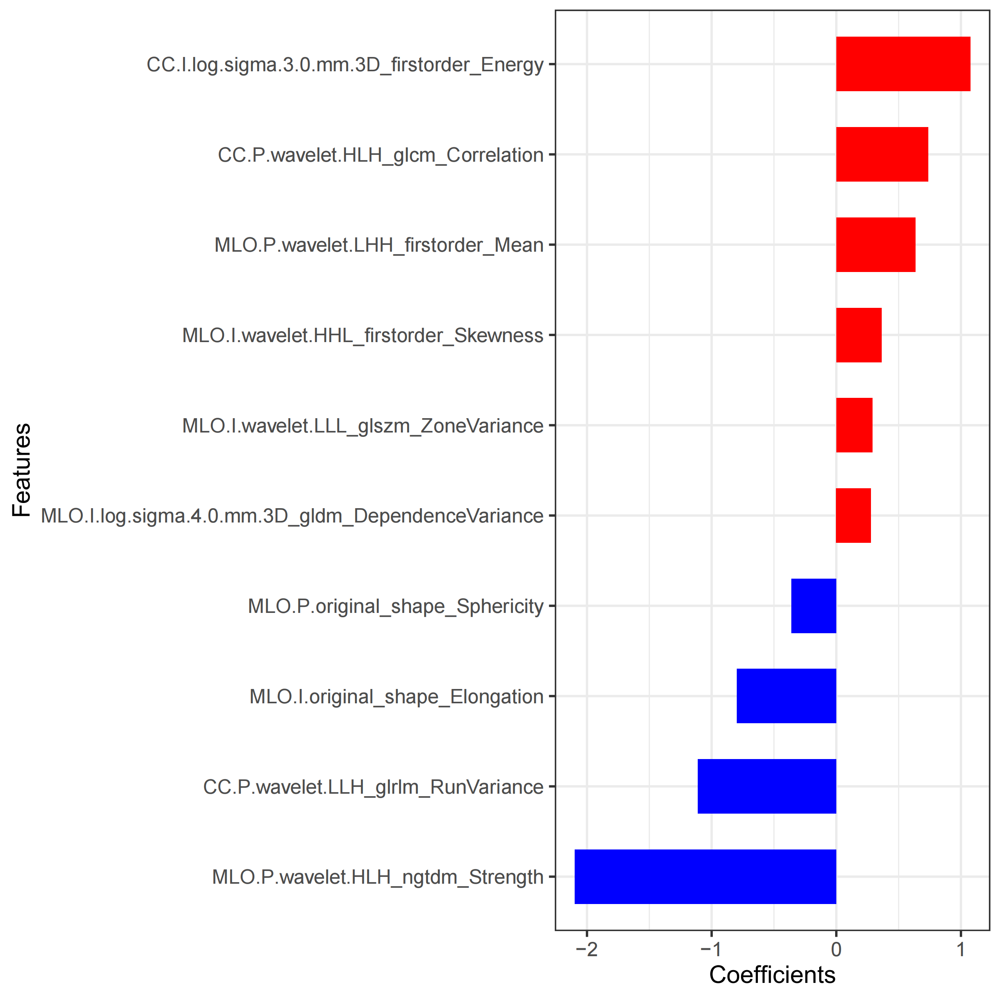 CC.I.log.sigma.3.0.mm.3D_firstorder_Energy
CC.P.wavelet.HLH_glcm_Correlation
MLO.P.wavelet.LHH_firstorder_Mean
MLO.I.wavelet.HHL_firstorder_Skewness
MLO.I.wavelet.LLL_glszm_ZoneVariance
MLO.I.log.sigma.4.0.mm.3D_gldm_DependenceVariance
MLO.P.original_shape_Sphericity
MLO.I.original_shape_Elongation
CC.P.wavelet.LLH_glrlm_RunVariance
MLO.P.wavelet.HLH_ngtdm_Strength
Features
−2 −1 0 1
Coefficients